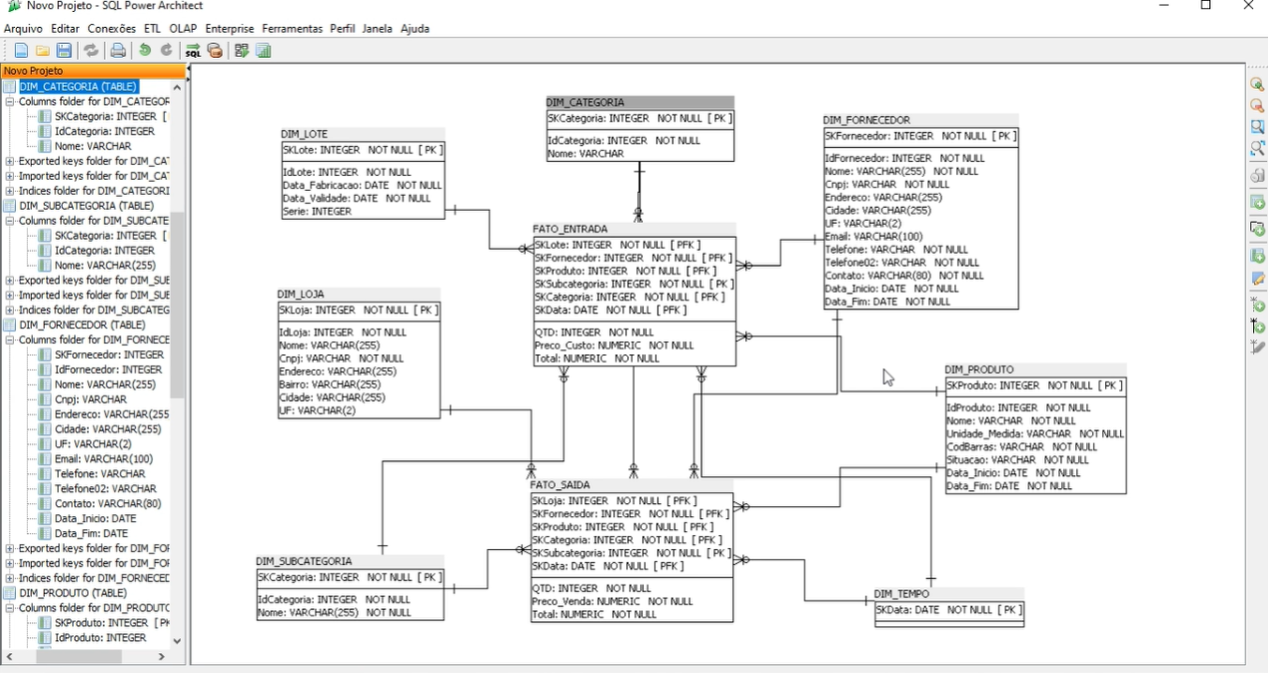 Novo Projeto - SQL Power Architect
Arquivo Editar Conexões ETL OLAP Enterprise Ferramentas Perfil Janela Ajuda
SQL
Novo Projeto
DIM_CATEGORIA (TABLE)
Columns folder for DIM_CATEGOR
SKCategoria: INTEGER [
IdCategoria: INTEGER
Nome: VARCHAR
Exported keys folder for DIM_CAT
Imported keys folder for DIM_CAT
Indices folder for DIM_CATEGORI
DIM_SUBCATEGORIA (TABLE)
Columns folder for DIM_SUBCATE
SKCategoria: INTEGER [
IdCategoria: INTEGER
Nome: VARCHAR(255)
Exported keys folder for DIM_SUE
Imported keys folder for DIM_SUE
Indices folder for DIM_SUBCATEG
DIM_FORNECEDOR (TABLE)
Columns folder for DIM_FORNECE
SKFornecedor: INTEGER
IdFornecedor: INTEGER
Nome: VARCHAR(255)
Cnpj: VARCHAR
Endereco: VARCHAR(255
Cidade: VARCHAR(255)
UF: VARCHAR(2)
Email: VARCHAR(100)
Telefone: VARCHAR
Telefone02: VARCHAR
Contato: VARCHAR(80)
Data_Inicio: DATE
Data_Fim: DATE
Exported keys folder for DIM_FOF
Imported keys folder for DIM_FOF
Indices folder for DIM_FORNECED
DIM_PRODUTO (TABLE)
Columns folder for DIM_PRODUTO
SKProduto: INTEGER [PK
IdProduto: INTEGER
DIM_CATEGORIA
SKCategoria: INTEGER NOT NULL [ PK ]
IdCategoria: INTEGER NOT NULL
Nome: VARCHAR
DIM_LOTE
SKLote: INTEGER NOT NULL [ PK ]
IdLote: INTEGER NOT NULL
Data_Fabricacao: DATE NOT NULL
Data_Validade: DATE NOT NULL
Serie: INTEGER
DIM_FORNECEDOR
SKFornecedor: INTEGER NOT NULL [ PK ]
IdFornecedor: INTEGER NOT NULL
Nome: VARCHAR(255) NOT NULL
Cnpj: VARCHAR NOT NULL
Endereco: VARCHAR(255)
Cidade: VARCHAR(255)
UF: VARCHAR(2)
Email: VARCHAR(100)
Telefone: VARCHAR NOT NULL
Telefone02: VARCHAR NOT NULL
Contato: VARCHAR(80) NOT NULL
Data_Inicio: DATE NOT NULL
Data_Fim: DATE NOT NULL
FATO_ENTRADA
SKLote: INTEGER NOT NULL [ PFK ]
SKFornecedor: INTEGER NOT NULL [ PFK ]
SKProduto: INTEGER NOT NULL [ PFK ]
SKSubcategoria: INTEGER NOT NULL [ PK ]
SKCategoria: INTEGER NOT NULL [ PFK ]
SKData: DATE NOT NULL [ PFK ]
QTD: INTEGER NOT NULL
Preco_Custo: NUMERIC NOT NULL
Total: NUMERIC NOT NULL
DIM_LOJA
SKLoja: INTEGER NOT NULL [ PK ]
IdLoja: INTEGER NOT NULL
Nome: VARCHAR(255)
Cnpj: VARCHAR NOT NULL
Endereco: VARCHAR(255)
Bairro: VARCHAR(255)
Cidade: VARCHAR(255)
UF: VARCHAR(2)
DIM_PRODUTO
SKProduto: INTEGER NOT NULL [ PK ]
IdProduto: INTEGER NOT NULL
Nome: VARCHAR NOT NULL
Unidade_Medida: VARCHAR NOT NULL
CodBarras: VARCHAR NOT NULL
Situacao: VARCHAR NOT NULL
Data_Inicio: DATE NOT NULL
Data_Fim: DATE NOT NULL
FATO_SAIDA
SKLoja: INTEGER NOT NULL [ PFK ]
SKFornecedor: INTEGER NOT NULL [ PFK ]
SKProduto: INTEGER NOT NULL [ PFK ]
SKCategoria: INTEGER NOT NULL [ PFK ]
SKSubcategoria: INTEGER NOT NULL [ PK ]
SKData: DATE NOT NULL [ PFK ]
QTD: INTEGER NOT NULL
Preco_Venda: NUMERIC NOT NULL
Total: NUMERIC NOT NULL
DIM_SUBCATEGORIA
SKCategoria: INTEGER NOT NULL [ PK ]
IdCategoria: INTEGER NOT NULL
Nome: VARCHAR(255) NOT NULL
DIM_TEMPO
SKData: DATE NOT NULL [ PK ]